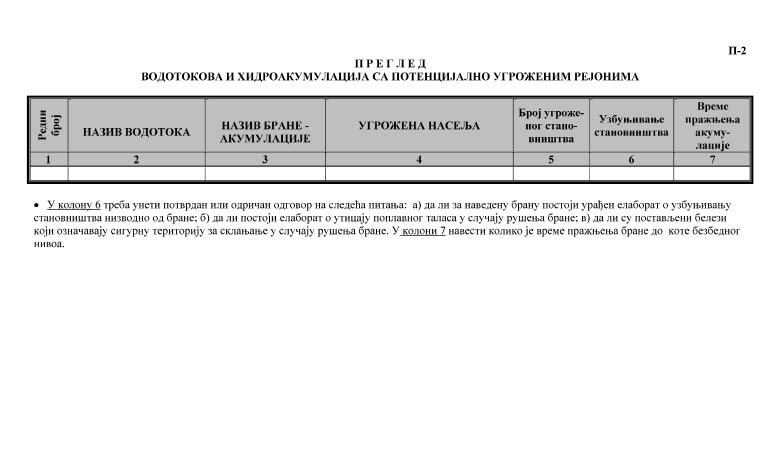 П-2
П Р Е Г Л Е Д
ВОДОТОКОВА И ХИДРОАКУМУЛАЦИЈА СА ПОТЕНЦИЈАЛНО УГРОЖЕНИМ РЕЈОНИМА
Редни
број
НАЗИВ ВОДОТОКА
НАЗИВ БРАНЕ -
АКУМУЛАЦИЈЕ
УГРОЖЕНА НАСЕЉА
Број угроже-
ног стано-
вништва
Узбуњивање
становништва
Време
пражњења
акуму-
лације
1 2 3 4 5 6 7
• У колону 6 треба унети потврдан или одричан одговор на следећа питања: а) да ли за наведену брану постоји урађен елаборат о узбуњивању
становништва низводно од бране; б) да ли постоји елаборат о утицају поплавног таласа у случају рушења бране; в) да ли су постављени белези
који означавају сигурну територију за склањање у случају рушења бране. У колони 7 навести колико је време пражњења бране до коте безбедног
нивоа.